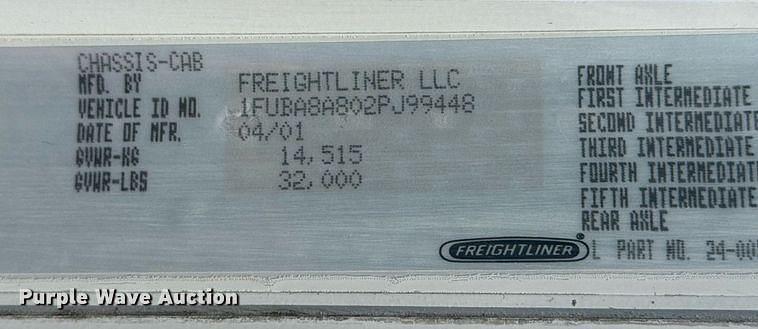 CHASSIS-CAB
MFD. BY FREIGHTLINER LLC
VEHICLE ID NO. 1FUBA8A802PJ99448
DATE OF MFR. 04/01
GVWR-KG 14,515
GVWR-LBS 32,000
FRONT AXLE
FIRST INTERMEDIATE
SECOND INTERMEDIATE
THIRD INTERMEDIATE
FOURTH INTERMEDIATE
FIFTH INTERMEDIATE
REAR AXLE
FREIGHTLINER® L PART NO. 24-00
Purple Wave Auction